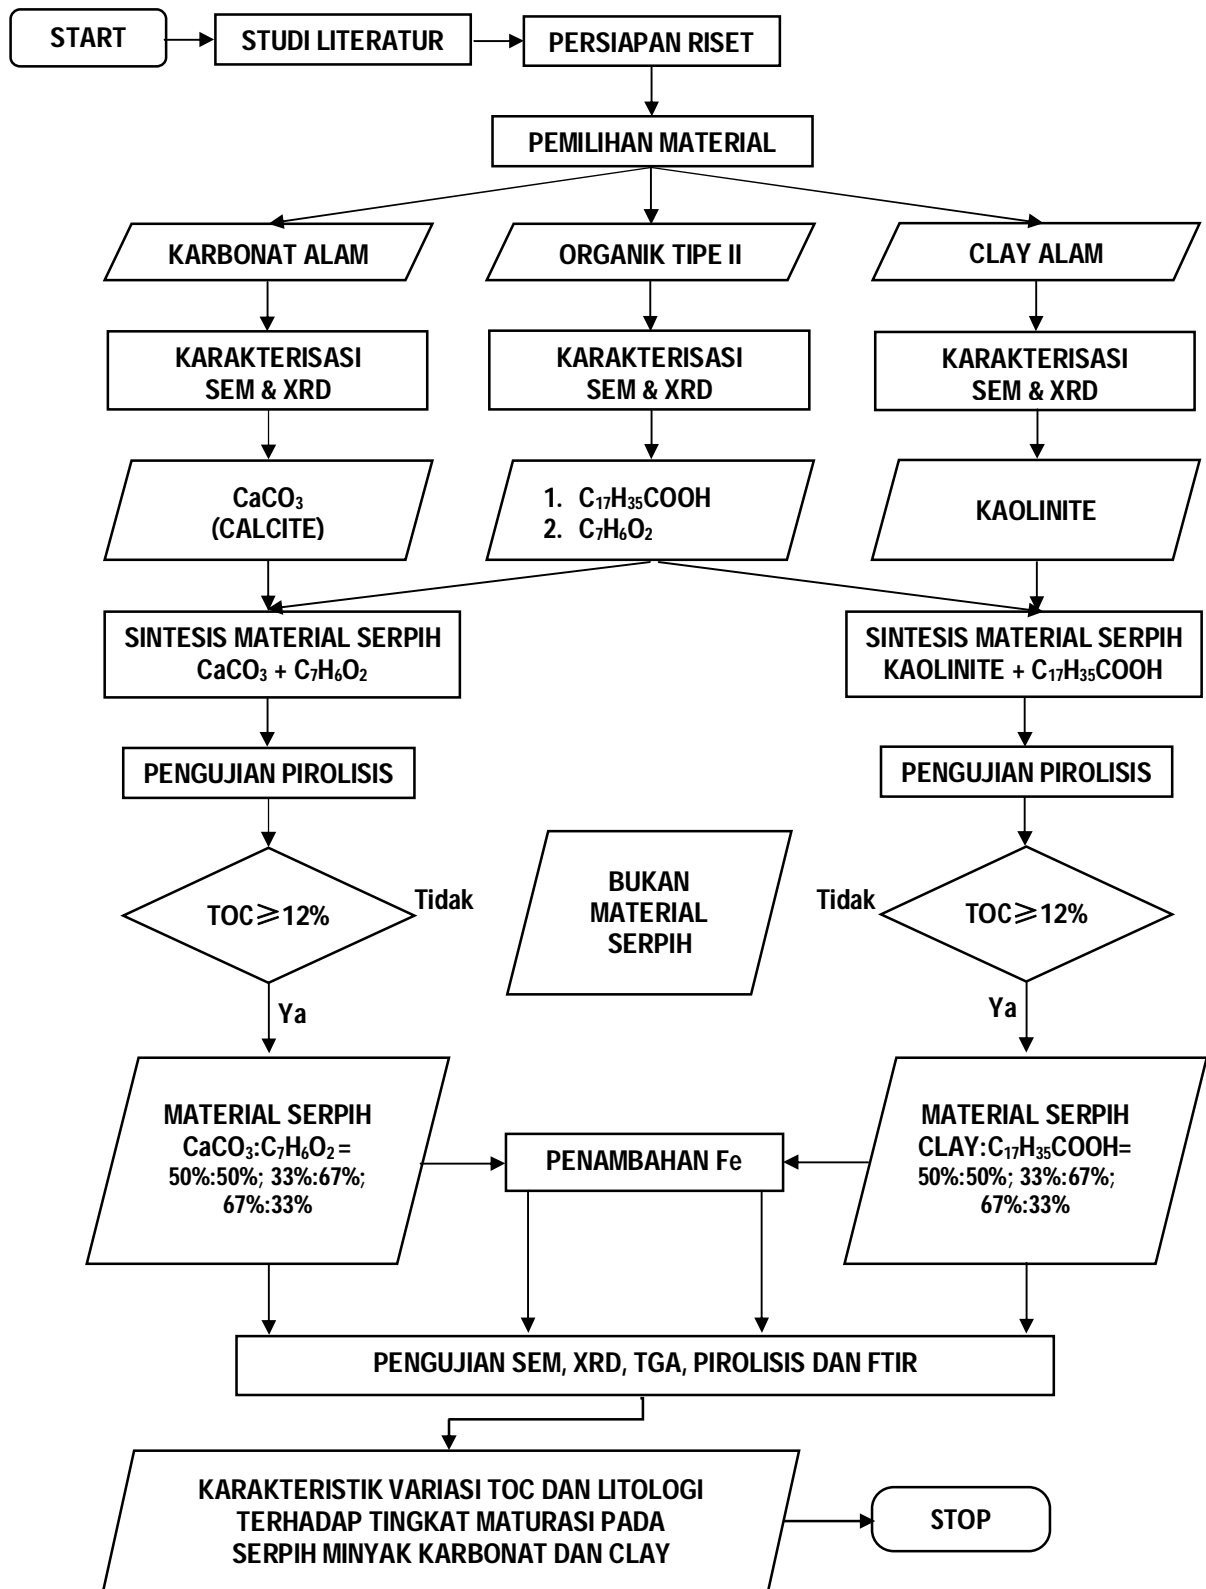 START
STUDI LITERATUR
PERSIAPAN RISET
PEMILIHAN MATERIAL
KARBONAT ALAM
ORGANIK TIPE II
CLAY ALAM
KARAKTERISASI
SEM & XRD
KARAKTERISASI
SEM & XRD
KARAKTERISASI
SEM & XRD
CaCO₃
(CALCITE)
1. C₁₇H₃₅COOH
2. C₇H₆O₂
KAOLINITE
SINTESIS MATERIAL SERPIH
CaCO₃ + C₇H₆O₂
SINTESIS MATERIAL SERPIH
KAOLINITE + C₁₇H₃₅COOH
PENGUJIAN PIROLISIS
PENGUJIAN PIROLISIS
TOC⩾12%
Tidak
BUKAN
MATERIAL
SERPIH
Tidak
TOC⩾12%
Ya
Ya
MATERIAL SERPIH
CaCO₃:C₇H₆O₂ =
50%:50%; 33%:67%;
67%:33%
PENAMBAHAN Fe
MATERIAL SERPIH
CLAY:C₁₇H₃₅COOH=
50%:50%; 33%:67%;
67%:33%
PENGUJIAN SEM, XRD, TGA, PIROLISIS DAN FTIR
KARAKTERISTIK VARIASI TOC DAN LITOLOGI
TERHADAP TINGKAT MATURASI PADA
SERPIH MINYAK KARBONAT DAN CLAY
STOP